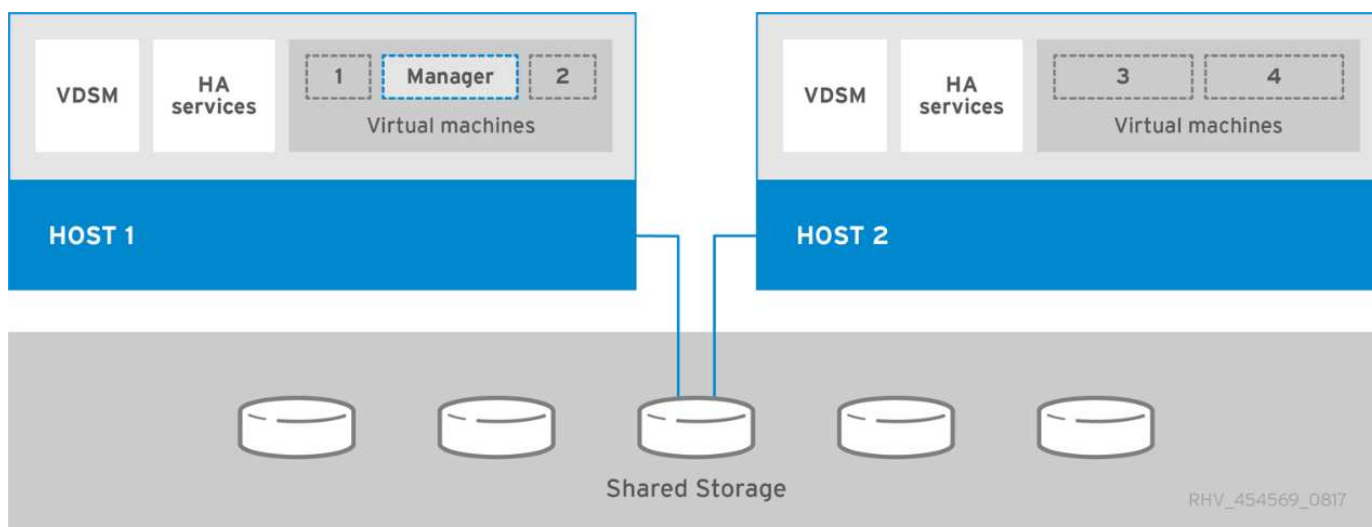 VDSM
HA
services
1
Manager
2
Virtual machines
HOST 1
VDSM
HA
services
3
4
Virtual machines
HOST 2
Shared Storage
RHV_454569_0817